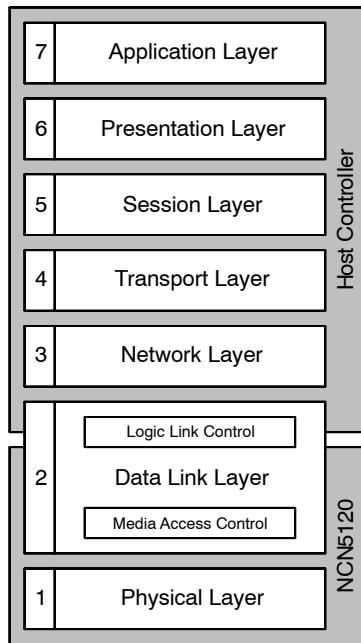 7 Application Layer
6 Presentation Layer
5 Session Layer
4 Transport Layer
3 Network Layer
Host Controller
Logic Link Control
2 Data Link Layer
Media Access Control
1 Physical Layer
NCN5120